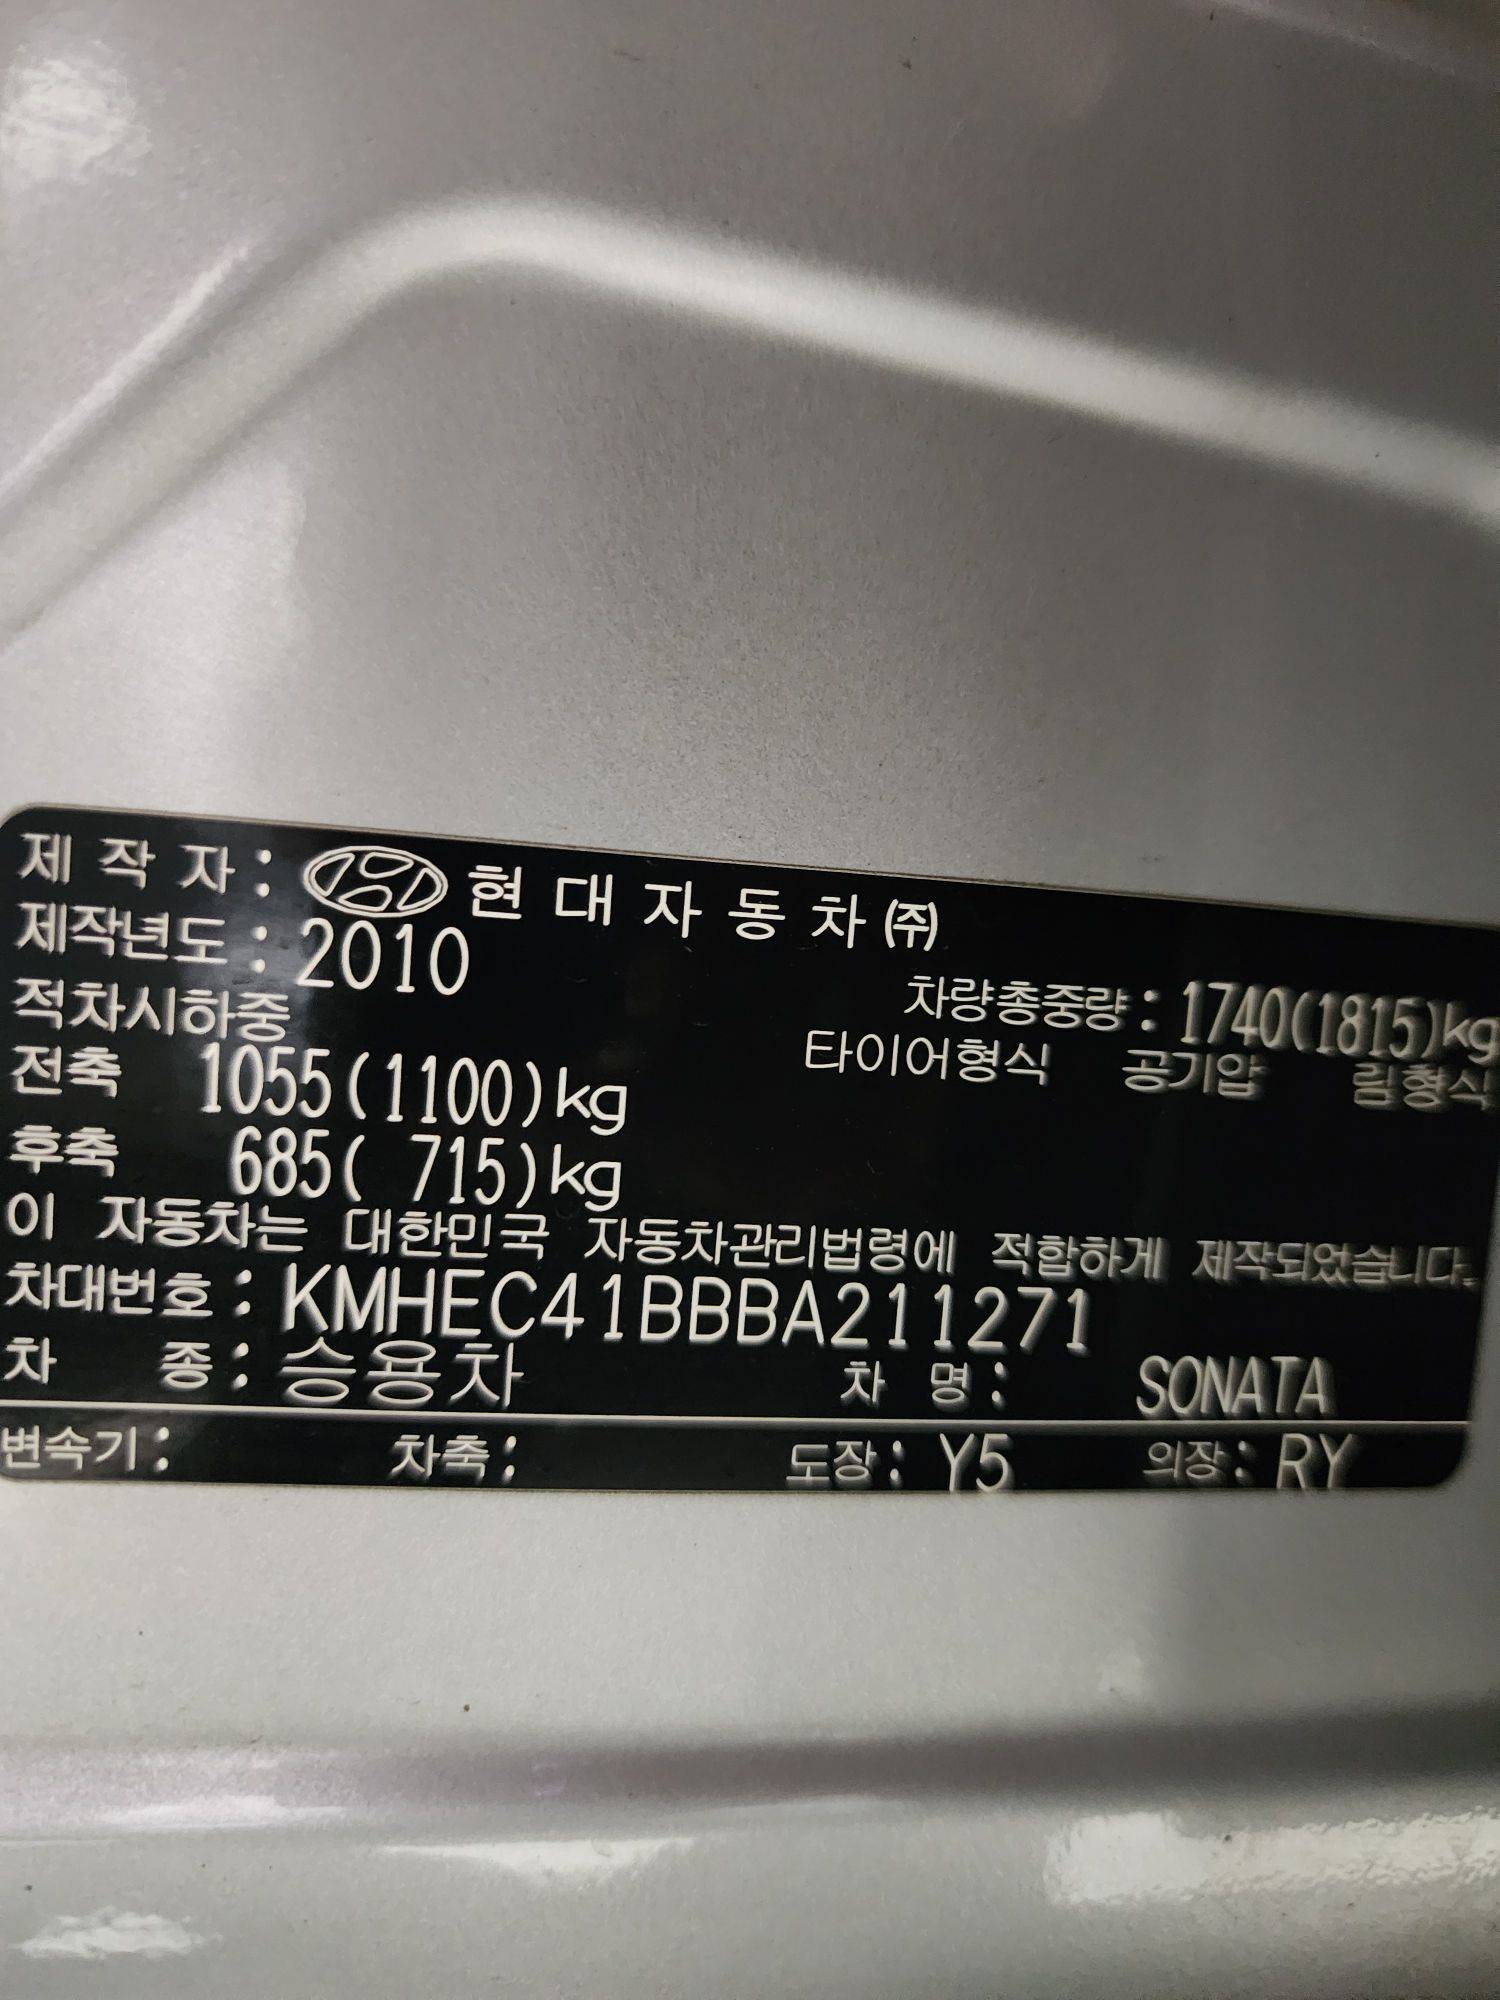 제 작 자 : 현 대 자 동 차 ㈜
제작년도 : 2010
적차시하중 차량총중량 : 1740(1815)kg
전축 1055(1100)kg 타이어형식 공기압 림형식
후축 685( 715)kg
이 자동차는 대한민국 자동차관리법령에 적합하게 제작되었습니다.
차대번호 : KMHEC41BBBA211271
차 종 : 승용차 차 명 : SONATA
변속기 : 차축 : 도장 : Y5 의장 : RY